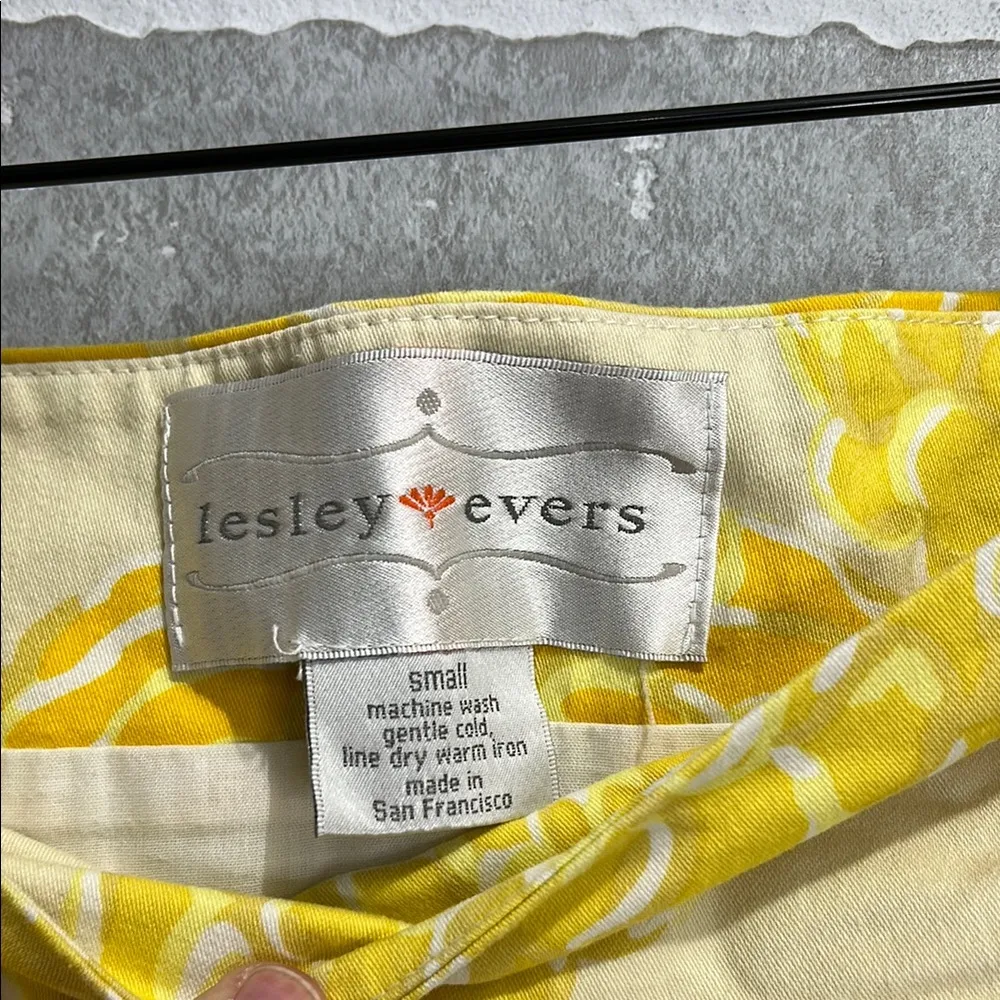 lesley evers
small
machine wash
gentle cold,
line dry warm iron
made in
San Francisco